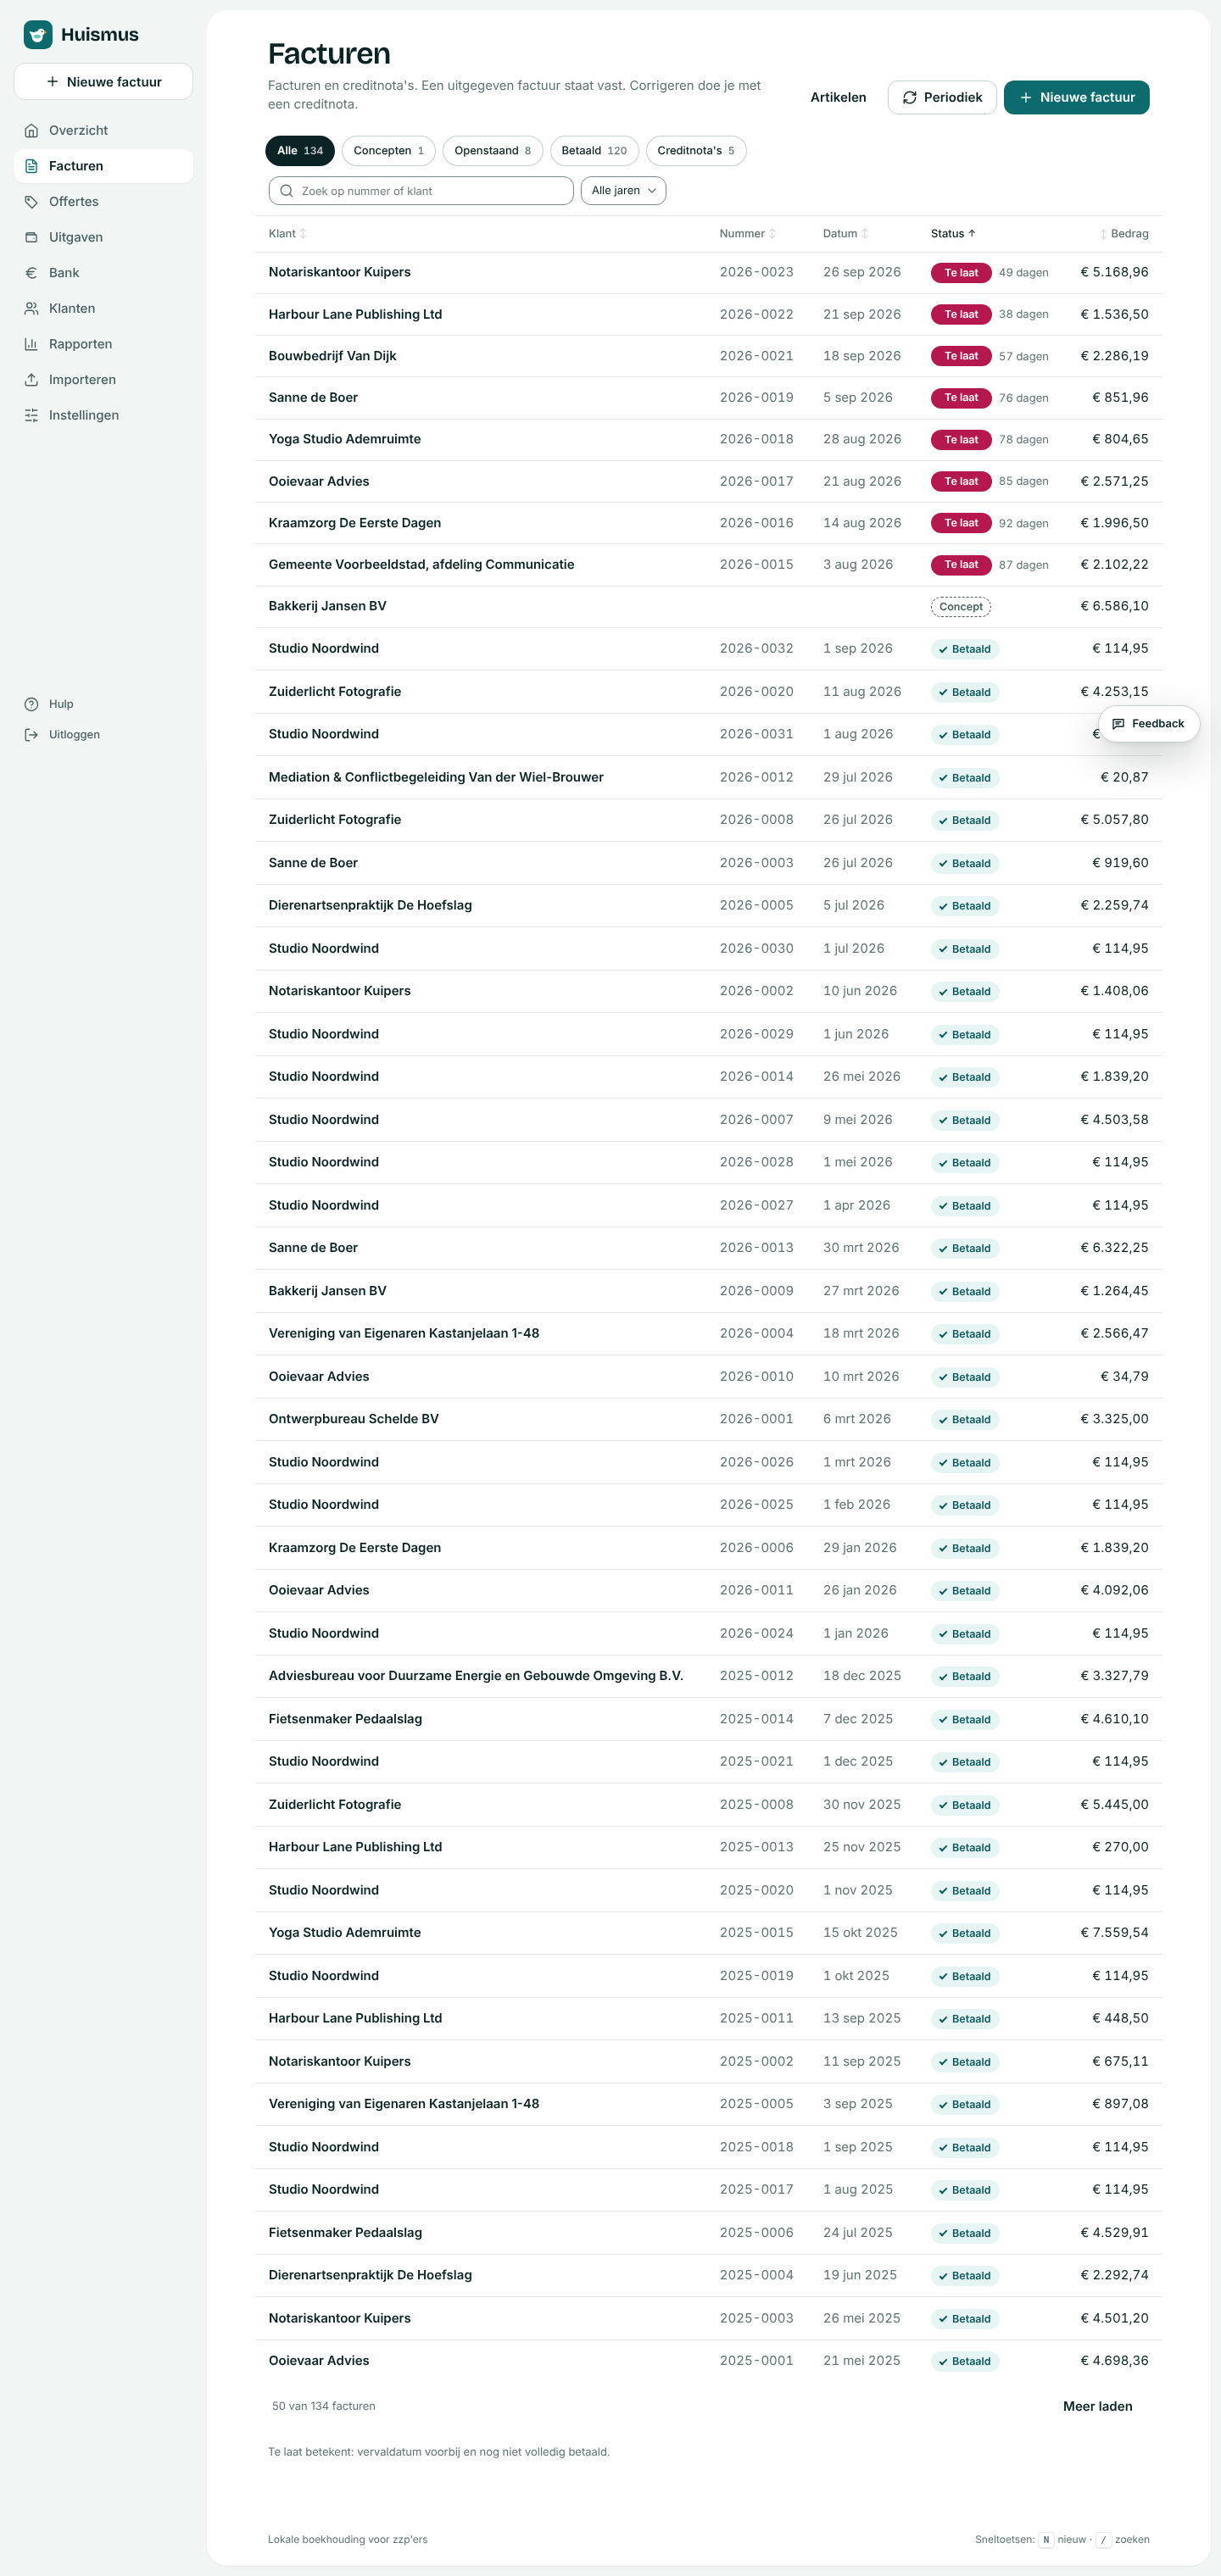 Huismus
Nieuwe factuur
Overzicht
Facturen
Offertes
Uitgaven
Bank
Klanten
Rapporten
Importeren
Instellingen
Hulp
Uitloggen
Facturen
Facturen en creditnota's. Een uitgegeven factuur staat vast. Corrigeren doe je met
een creditnota.
Artikelen Periodiek Nieuwe factuur
Alle 134 Concepten 1 Openstaand 8 Betaald 120 Creditnota's 5
Zoek op nummer of klant Alle jaren
Klant Nummer Datum Status Bedrag
Notariskantoor Kuipers 2026-0023 26 sep 2026 Te laat 49 dagen € 5.168,96
Harbour Lane Publishing Ltd 2026-0022 21 sep 2026 Te laat 38 dagen € 1.536,50
Bouwbedrijf Van Dijk 2026-0021 18 sep 2026 Te laat 57 dagen € 2.286,19
Sanne de Boer 2026-0019 5 sep 2026 Te laat 76 dagen € 851,96
Yoga Studio Ademruimte 2026-0018 28 aug 2026 Te laat 78 dagen € 804,65
Ooievaar Advies 2026-0017 21 aug 2026 Te laat 85 dagen € 2.571,25
Kraamzorg De Eerste Dagen 2026-0016 14 aug 2026 Te laat 92 dagen € 1.996,50
Gemeente Voorbeeldstad, afdeling Communicatie 2026-0015 3 aug 2026 Te laat 87 dagen € 2.102,22
Bakkerij Jansen BV Concept € 6.586,10
Studio Noordwind 2026-0032 1 sep 2026 Betaald € 114,95
Zuiderlicht Fotografie 2026-0020 11 aug 2026 Betaald € 4.253,15
Studio Noordwind 2026-0031 1 aug 2026 Betaald €
Feedback
Mediation & Conflictbegeleiding Van der Wiel-Brouwer 2026-0012 29 jul 2026 Betaald € 20,87
Zuiderlicht Fotografie 2026-0008 26 jul 2026 Betaald € 5.057,80
Sanne de Boer 2026-0003 26 jul 2026 Betaald € 919,60
Dierenartsenpraktijk De Hoefslag 2026-0005 5 jul 2026 Betaald € 2.259,74
Studio Noordwind 2026-0030 1 jul 2026 Betaald € 114,95
Notariskantoor Kuipers 2026-0002 10 jun 2026 Betaald € 1.408,06
Studio Noordwind 2026-0029 1 jun 2026 Betaald € 114,95
Studio Noordwind 2026-0014 26 mei 2026 Betaald € 1.839,20
Studio Noordwind 2026-0007 9 mei 2026 Betaald € 4.503,58
Studio Noordwind 2026-0028 1 mei 2026 Betaald € 114,95
Studio Noordwind 2026-0027 1 apr 2026 Betaald € 114,95
Sanne de Boer 2026-0013 30 mrt 2026 Betaald € 6.322,25
Bakkerij Jansen BV 2026-0009 27 mrt 2026 Betaald € 1.264,45
Vereniging van Eigenaren Kastanjelaan 1-48 2026-0004 18 mrt 2026 Betaald € 2.566,47
Ooievaar Advies 2026-0010 10 mrt 2026 Betaald € 34,79
Ontwerpbureau Schelde BV 2026-0001 6 mrt 2026 Betaald € 3.325,00
Studio Noordwind 2026-0026 1 mrt 2026 Betaald € 114,95
Studio Noordwind 2026-0025 1 feb 2026 Betaald € 114,95
Kraamzorg De Eerste Dagen 2026-0006 29 jan 2026 Betaald € 1.839,20
Ooievaar Advies 2026-0011 26 jan 2026 Betaald € 4.092,06
Studio Noordwind 2026-0024 1 jan 2026 Betaald € 114,95
Adviesbureau voor Duurzame Energie en Gebouwde Omgeving B.V. 2025-0012 18 dec 2025 Betaald € 3.327,79
Fietsenmaker Pedaalslag 2025-0014 7 dec 2025 Betaald € 4.610,10
Studio Noordwind 2025-0021 1 dec 2025 Betaald € 114,95
Zuiderlicht Fotografie 2025-0008 30 nov 2025 Betaald € 5.445,00
Harbour Lane Publishing Ltd 2025-0013 25 nov 2025 Betaald € 270,00
Studio Noordwind 2025-0020 1 nov 2025 Betaald € 114,95
Yoga Studio Ademruimte 2025-0015 15 okt 2025 Betaald € 7.559,54
Studio Noordwind 2025-0019 1 okt 2025 Betaald € 114,95
Harbour Lane Publishing Ltd 2025-0011 13 sep 2025 Betaald € 448,50
Notariskantoor Kuipers 2025-0002 11 sep 2025 Betaald € 675,11
Vereniging van Eigenaren Kastanjelaan 1-48 2025-0005 3 sep 2025 Betaald € 897,08
Studio Noordwind 2025-0018 1 sep 2025 Betaald € 114,95
Studio Noordwind 2025-0017 1 aug 2025 Betaald € 114,95
Fietsenmaker Pedaalslag 2025-0006 24 jul 2025 Betaald € 4.529,91
Dierenartsenpraktijk De Hoefslag 2025-0004 19 jun 2025 Betaald € 2.292,74
Notariskantoor Kuipers 2025-0003 26 mei 2025 Betaald € 4.501,20
Ooievaar Advies 2025-0001 21 mei 2025 Betaald € 4.698,36
50 van 134 facturen Meer laden
Te laat betekent: vervaldatum voorbij en nog niet volledig betaald.
Lokale boekhouding voor zzp'ers Sneltoetsen: N nieuw · / zoeken